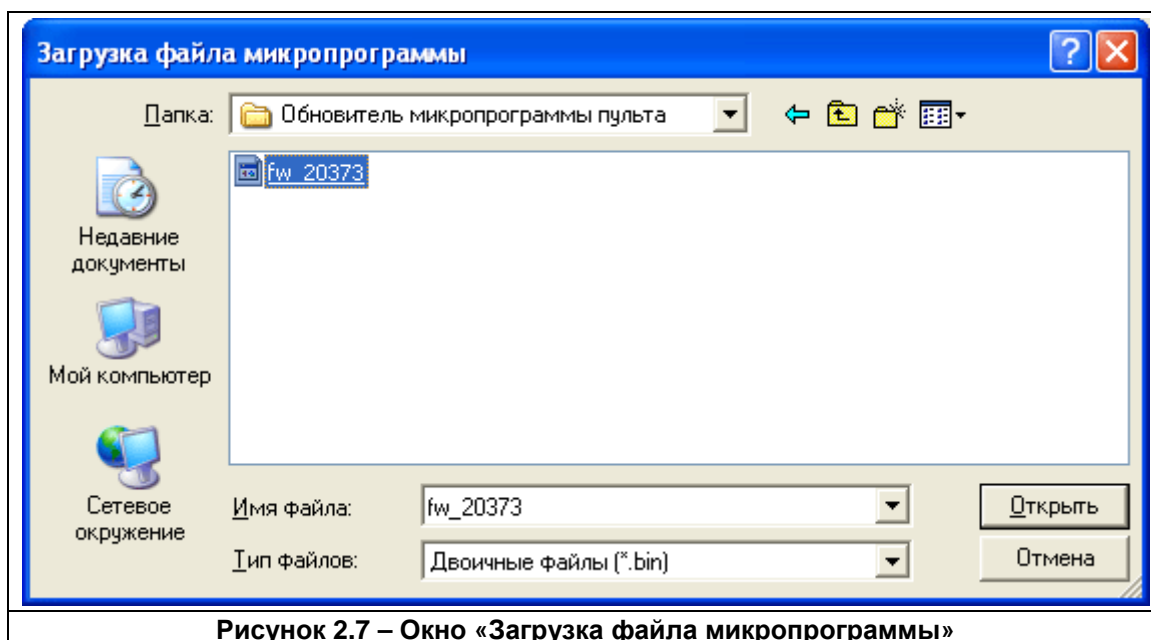 Загрузка файла микропрограммы
Папка: Обновитель микропрограммы пульта
fw_20373
Недавние
документы
Мой компьютер
Сетевое
окружение
Имя файла: fw_20373 Открыть
Тип файлов: Двоичные файлы (*.bin) Отмена
Рисунок 2.7 – Окно «Загрузка файла микропрограммы»